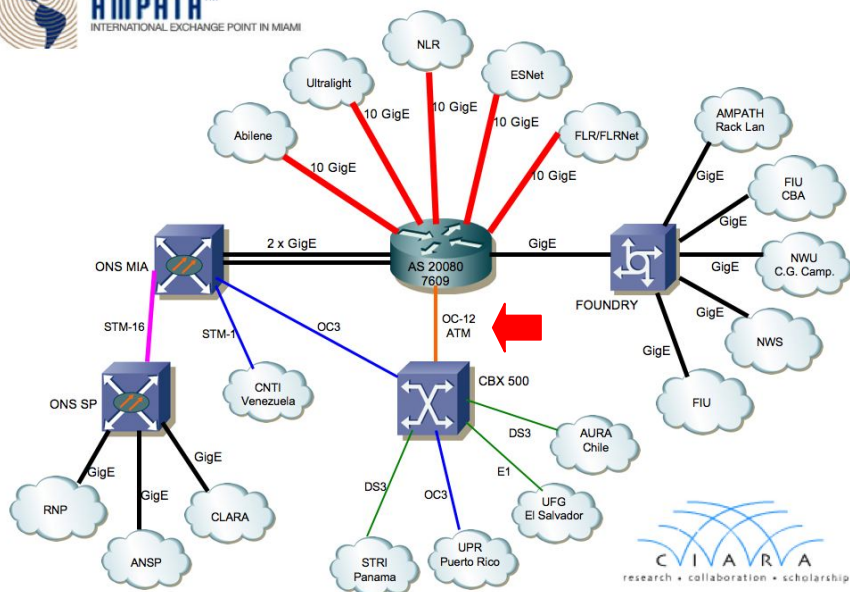 AMPATH
INTERNATIONAL EXCHANGE POINT IN MIAMI
NLR
Ultralight
ESNet
Abilene
FLR/FLRNet
10 GigE
10 GigE
10 GigE
10 GigE
10 GigE
AMPATH
Rack Lan
GigE
FIU
CBA
GigE
NWU
C.G. Camp.
GigE
NWS
GigE
FIU
GigE
ONS MIA
2 x GigE
AS 20080
7609
GigE
FOUNDRY
STM-16
STM-1
OC3
OC-12
ATM
CNTI
Venezuela
CBX 500
ONS SP
GigE
GigE
GigE
RNP
ANSP
CLARA
DS3
OC3
E1
DS3
AURA
Chile
UFG
El Salvador
UPR
Puerto Rico
STRI
Panama
CIARA
research • collaboration • scholarship